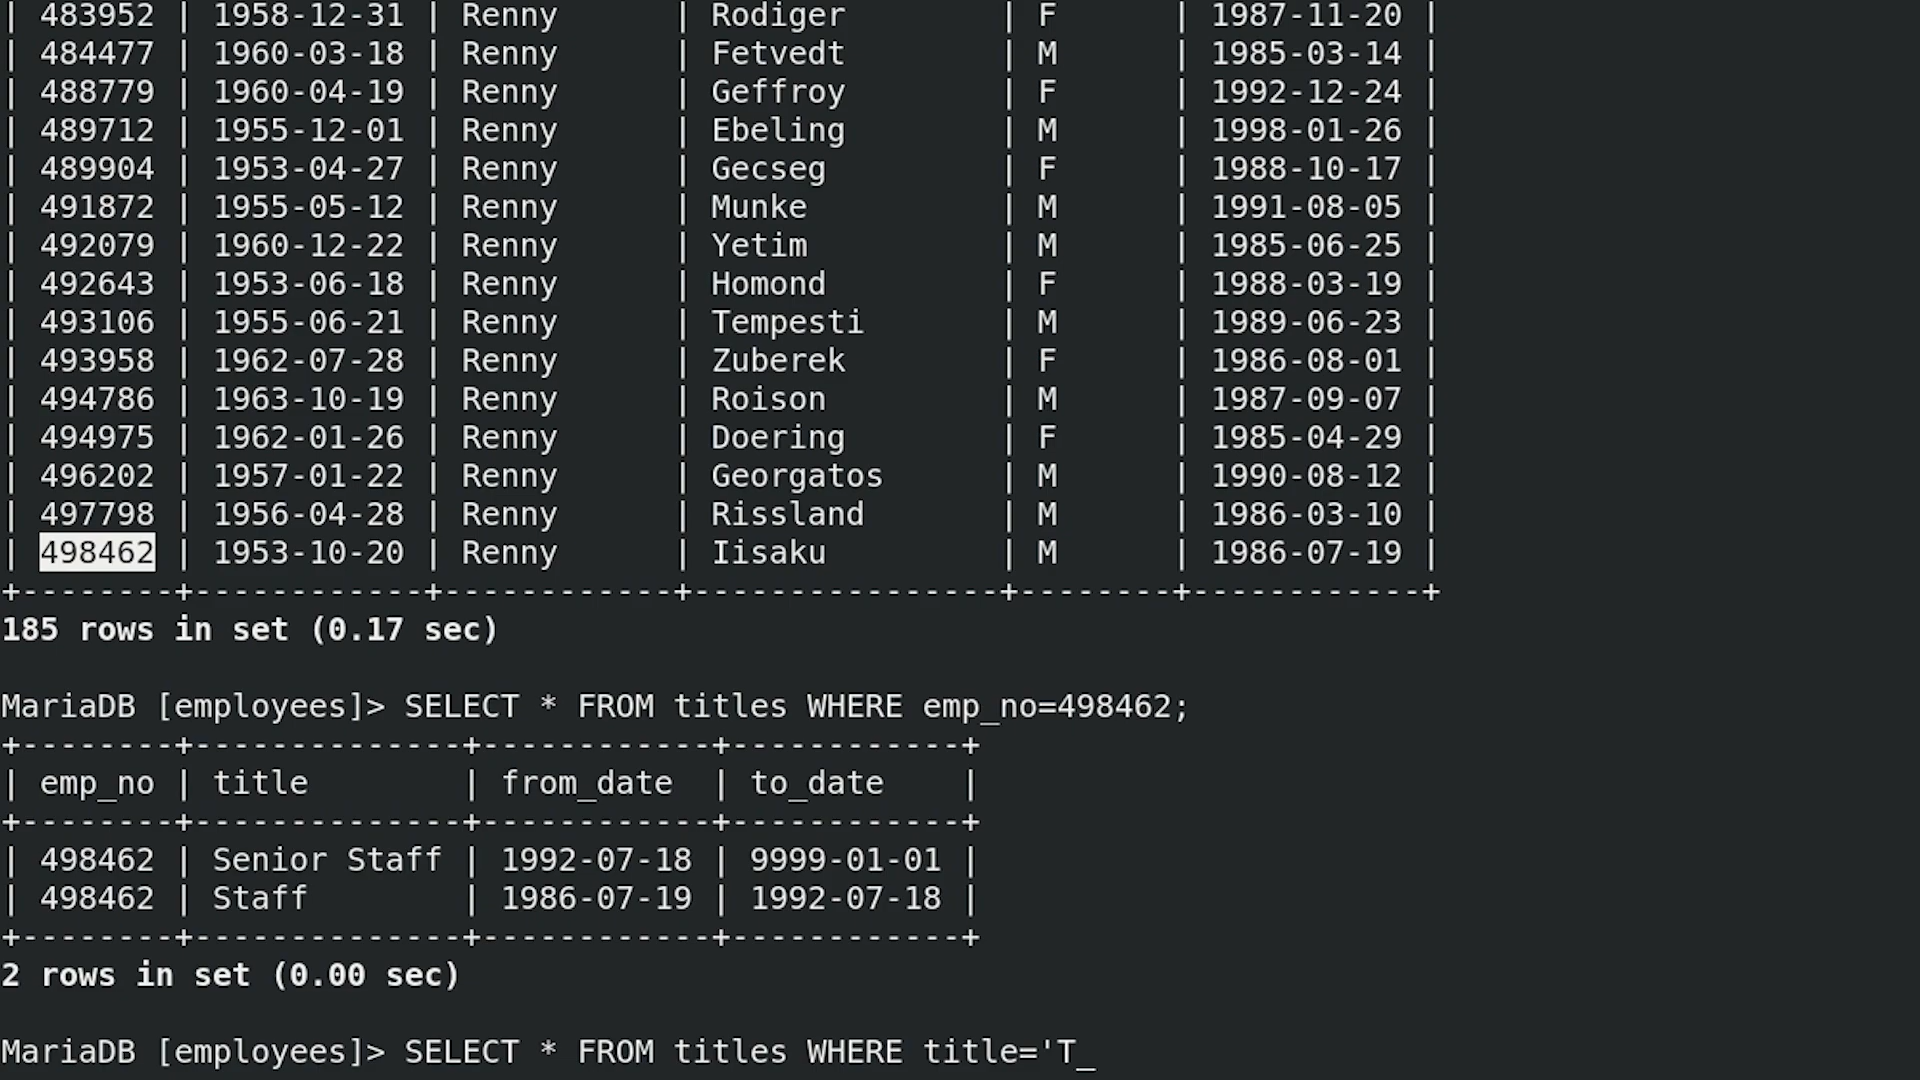 | 483952 | 1958-12-31 | Renny      | Rodiger        | F      | 1987-11-20 |
| 484477 | 1960-03-18 | Renny      | Fetvedt        | M      | 1985-03-14 |
| 488779 | 1960-04-19 | Renny      | Geffroy        | F      | 1992-12-24 |
| 489712 | 1955-12-01 | Renny      | Ebeling        | M      | 1998-01-26 |
| 489904 | 1953-04-27 | Renny      | Gecseg         | F      | 1988-10-17 |
| 491872 | 1955-05-12 | Renny      | Munke          | M      | 1991-08-05 |
| 492079 | 1960-12-22 | Renny      | Yetim          | M      | 1985-06-25 |
| 492643 | 1953-06-18 | Renny      | Homond         | F      | 1988-03-19 |
| 493106 | 1955-06-21 | Renny      | Tempesti       | M      | 1989-06-23 |
| 493958 | 1962-07-28 | Renny      | Zuberek        | F      | 1986-08-01 |
| 494786 | 1963-10-19 | Renny      | Roison         | M      | 1987-09-07 |
| 494975 | 1962-01-26 | Renny      | Doering        | F      | 1985-04-29 |
| 496202 | 1957-01-22 | Renny      | Georgatos      | M      | 1990-08-12 |
| 497798 | 1956-04-28 | Renny      | Rissland       | M      | 1986-03-10 |
| 498462 | 1953-10-20 | Renny      | Iisaku         | M      | 1986-07-19 |
+--------+------------+------------+----------------+--------+------------+
185 rows in set (0.17 sec)

MariaDB [employees]> SELECT * FROM titles WHERE emp_no=498462;
+--------+--------------+------------+------------+
| emp_no | title        | from_date  | to_date    |
+--------+--------------+------------+------------+
| 498462 | Senior Staff | 1992-07-18 | 9999-01-01 |
| 498462 | Staff        | 1986-07-19 | 1992-07-18 |
+--------+--------------+------------+------------+
2 rows in set (0.00 sec)

MariaDB [employees]> SELECT * FROM titles WHERE title='T_